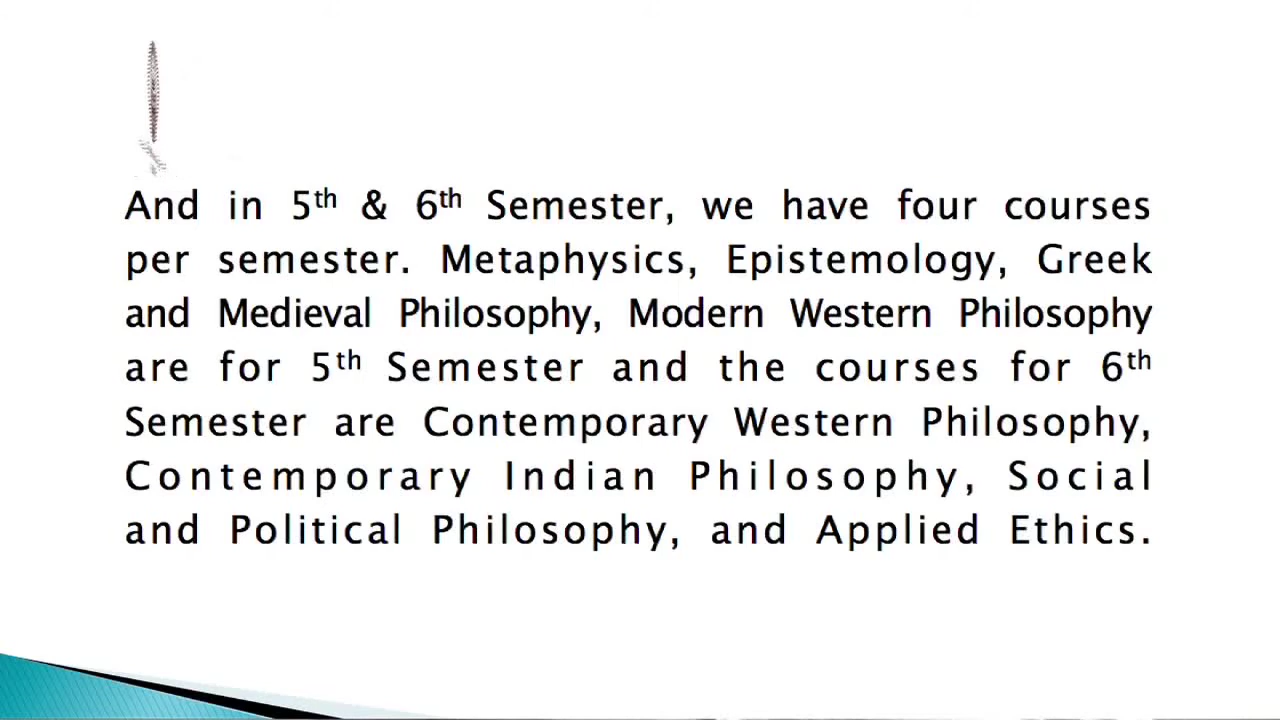 And in 5th & 6th Semester, we have four courses
per semester. Metaphysics, Epistemology, Greek
and Medieval Philosophy, Modern Western Philosophy
are for 5th Semester and the courses for 6th
Semester are Contemporary Western Philosophy,
Contemporary Indian Philosophy, Social
and Political Philosophy, and Applied Ethics.